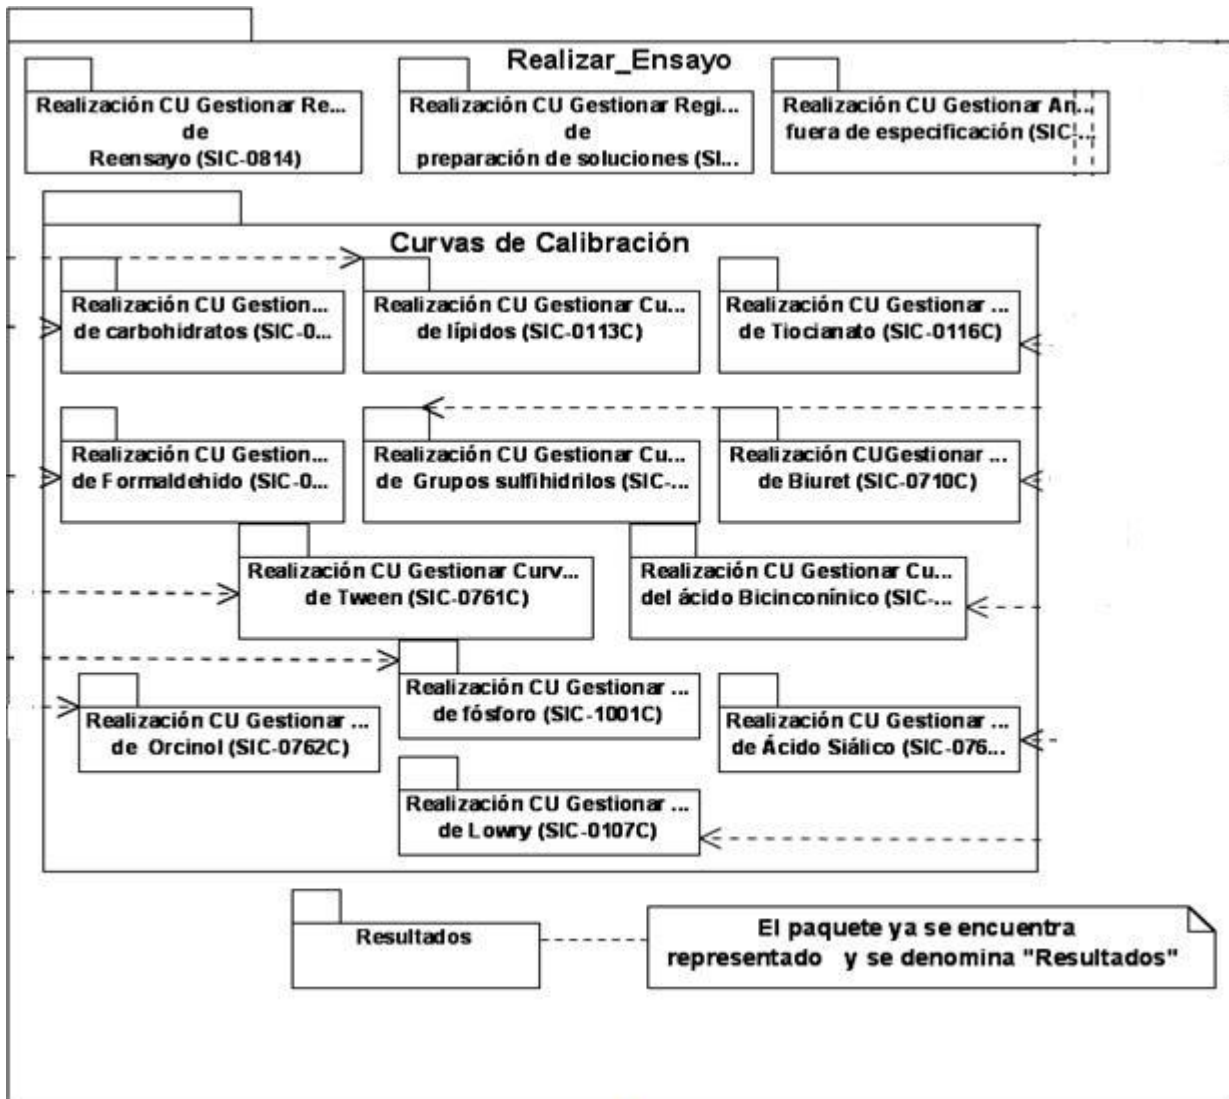 Realizar_Ensayo
Realización CU Gestionar Re...
de
Reensayo (SIC-0814)
Realización CU Gestionar Regi...
de
preparación de soluciones (SI...
Realización CU Gestionar An...
fuera de especificación (SIC-...
Curvas de Calibración
Realización CU Gestion...
de carbohidratos (SIC-0...
Realización CU Gestionar Cu...
de lípidos (SIC-0113C)
Realización CU Gestionar ...
de Tiocianato (SIC-0116C)
Realización CU Gestion...
de Formaldehido (SIC-0...
Realización CU Gestionar Cu...
de Grupos sulfihidrilos (SIC-...
Realización CUGestionar ...
de Biuret (SIC-0710C)
Realización CU Gestionar Curv...
de Tween (SIC-0761C)
Realización CU Gestionar Cu...
del ácido Bicinconínico (SIC-...
Realización CU Gestionar ...
de fósforo (SIC-1001C)
Realización CU Gestionar ...
de Orcinol (SIC-0762C)
Realización CU Gestionar ...
de Ácido Siálico (SIC-076...
Realización CU Gestionar ...
de Lowry (SIC-0107C)
Resultados
El paquete ya se encuentra
representado y se denomina "Resultados"